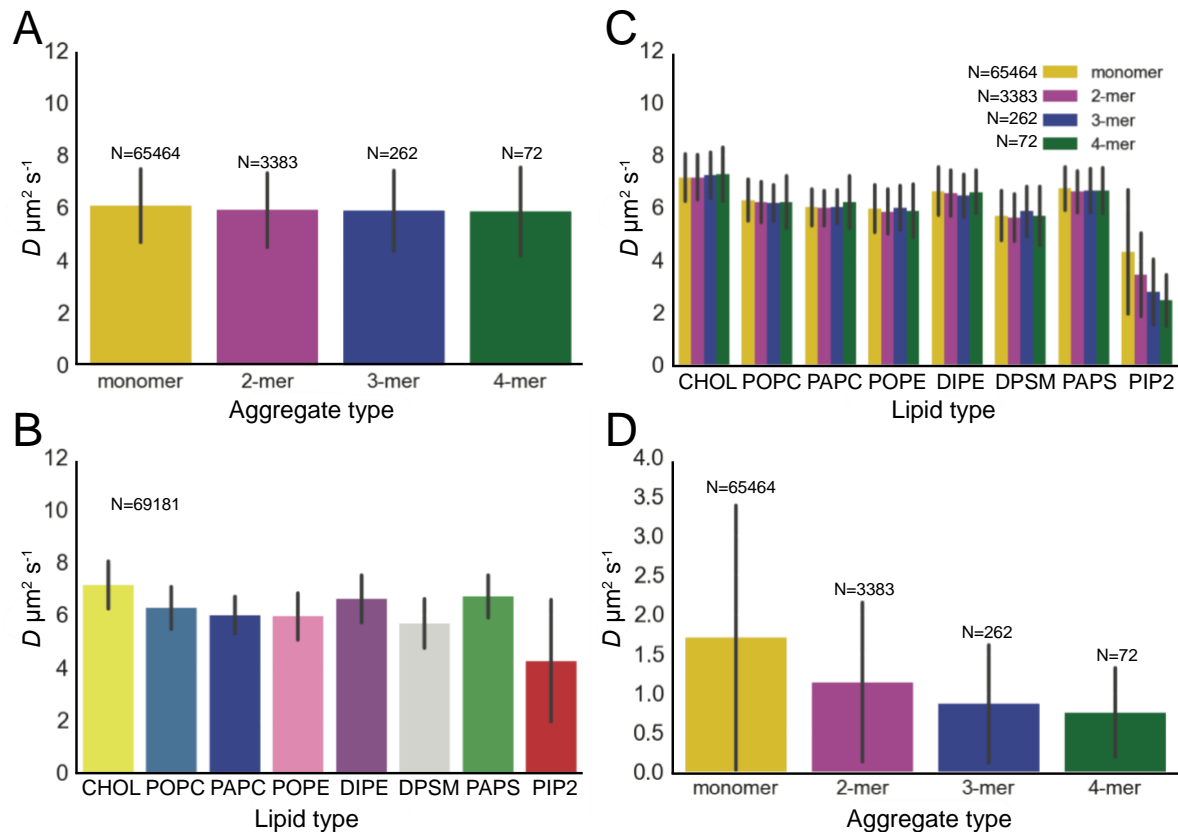 A
12
10
8
6
4
2
0
D µm² s⁻¹
N=65464
N=3383
N=262
N=72
monomer 2-mer 3-mer 4-mer
Aggregate type
C
12
10
8
6
4
2
0
D µm² s⁻¹
N=65464 monomer
N=3383 2-mer
N=262 3-mer
N=72 4-mer
CHOL POPC PAPC POPE DIPE DPSM PAPS PIP2
Lipid type
B
12
10
8
6
4
2
0
D µm² s⁻¹
N=69181
CHOL POPC PAPC POPE DIPE DPSM PAPS PIP2
Lipid type
D
4.0
3.5
3.0
2.5
2.0
1.5
1.0
0.5
0.0
D µm² s⁻¹
N=65464
N=3383
N=262
N=72
monomer 2-mer 3-mer 4-mer
Aggregate type